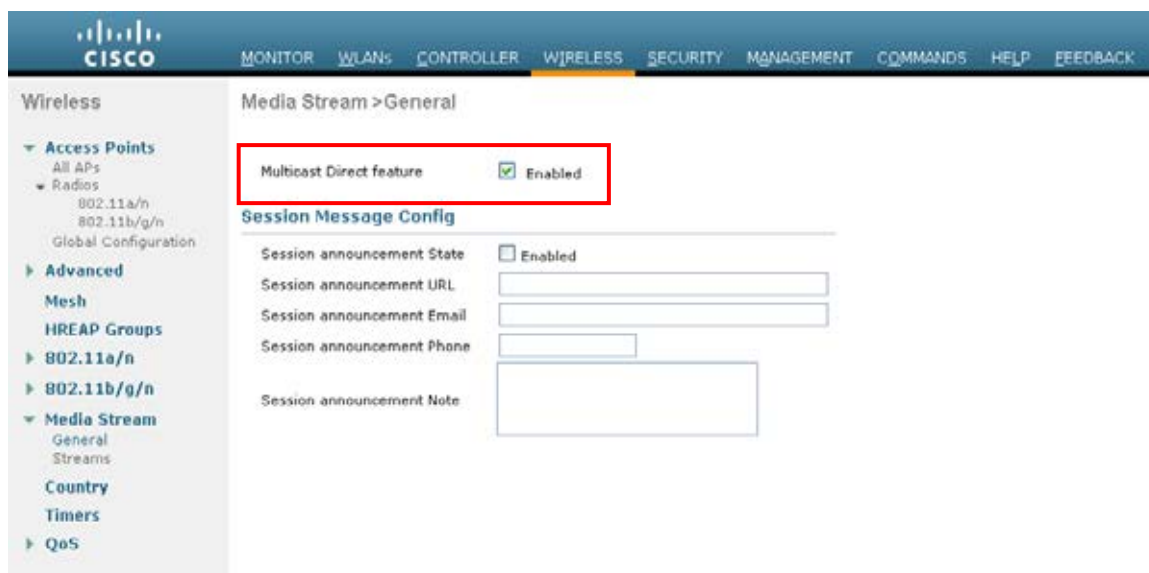 CISCO
MONITOR WLANs CONTROLLER WIRELESS SECURITY MANAGEMENT COMMANDS HELP FEEDBACK
Wireless
Access Points
All APs
Radios
802.11a/n
802.11b/g/n
Global Configuration
Advanced
Mesh
HREAP Groups
802.11a/n
802.11b/g/n
Media Stream
General
Streams
Country
Timers
QoS
Media Stream >General
Multicast Direct feature Enabled
Session Message Config
Session announcement State Enabled
Session announcement URL
Session announcement Email
Session announcement Phone
Session announcement Note